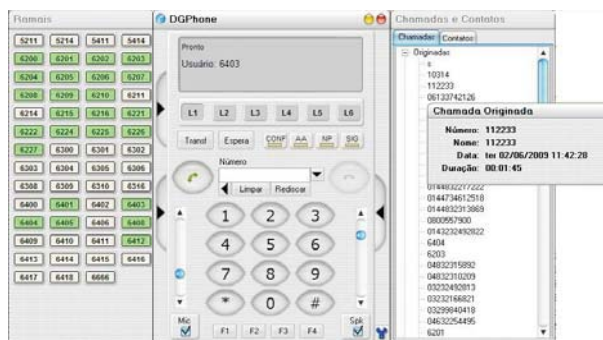 Ramais
5211 5214 5411 5414
6200 6201 6202 6203
6204 6205 6206 6207
6208 6209 6210 6211
6214 6215 6216 6221
6222 6224 6225 6226
6227 6300 6301 6302
6303 6304 6305 6306
6308 6309 6310 6316
6400 6401 6402 6403
6404 6405 6406 6408
6409 6410 6411 6412
6413 6414 6415 6416
6417 6418 6666
DGPhone
Pronto
Usuário: 6403
L1 L2 L3 L4 L5 L6
Transf Espera CONF AA NP SIG
Número
Limpar Rediscar
1 2 3
4 5 6
7 8 9
* 0 #
Mic Spk
F1 F2 F3 F4
Chamadas e Contatos
Chamadas Contatos
Originadas
s
10314
112233
06133742126
Chamada Originada
Número: 112233
Nome: 112233
Data: ter 02/06/2009 11:42:28
Duração: 00:01:45
0144832217222
0144734612518
0144832313869
0800557900
0143232492822
6404
6203
04832315892
04832310209
03232492813
03232166821
03299840418
04632254495
6201